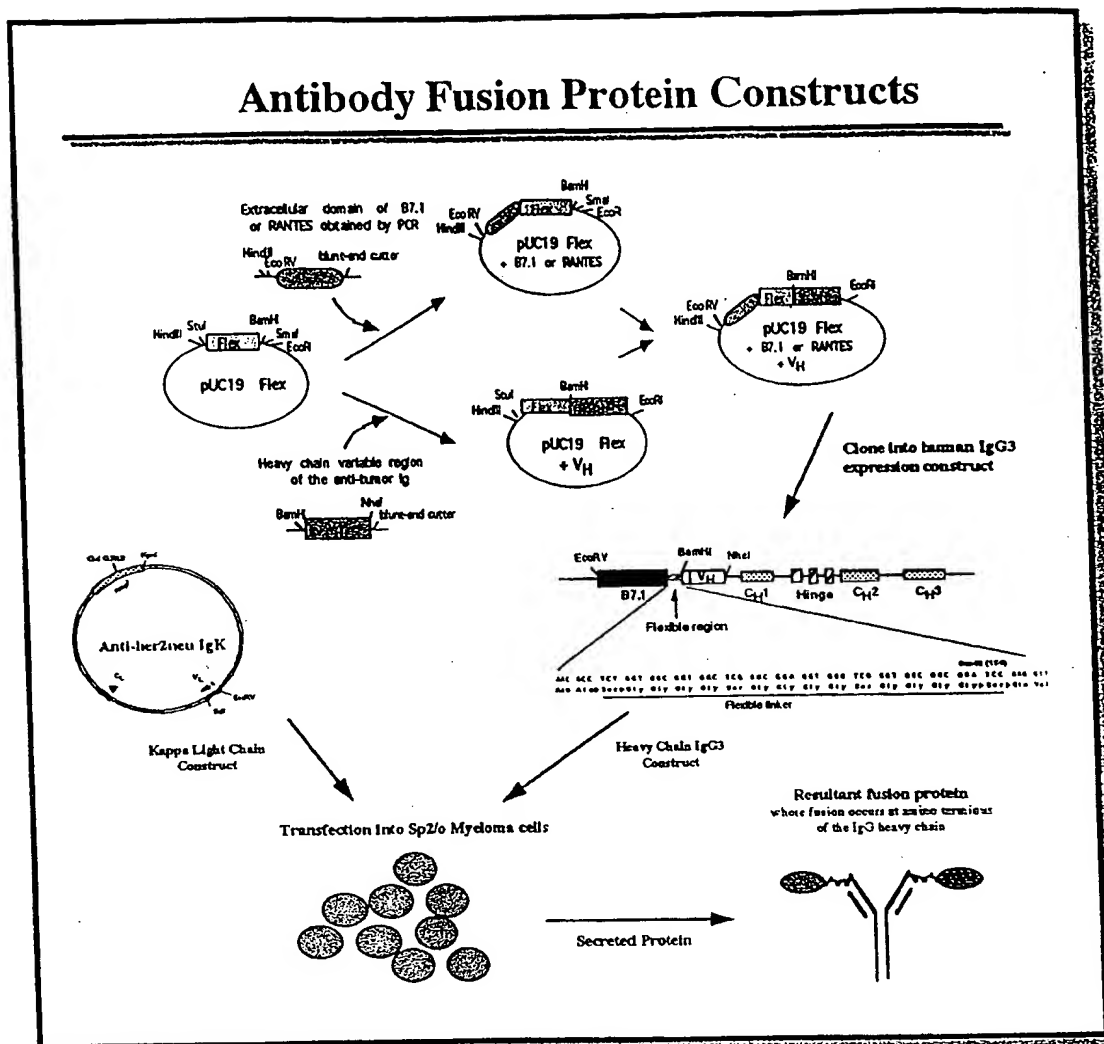 Antibody Fusion Protein Constructs
Extracellular domain of B7.1
or RANTES obtained by PCR
HindIII
EcoRV
blunt-end cutter
HindIII
EcoRV
Flex
BamHI
SmaI
EcoRI
pUC19 Flex
+ B7.1 or RANTES
HindIII
StuI
Flex
BamHI
SmaI
EcoRI
pUC19 Flex
HindIII
EcoRV
Flex
BamHI
EcoRI
pUC19 Flex
+ B7.1 or RANTES
+ VH
StuI
HindIII
Flex
BamHI
EcoRI
pUC19 Flex
+ VH
Heavy chain variable region
of the anti-tumor Ig
BamHI
NheI
blunt-end cutter
Clone into human IgG3
expression construct
EcoRV
BamHI
NheI
B7.1
VH
CH1
Hinge
CH2
CH3
Flexible region
Flexible linker
Anti-her2neu IgK
CL
VL
EcoRV
Kappa Light Chain
Construct
Heavy Chain IgG3
Construct
Transfection Into Sp2/o Myeloma cells
Secreted Protein
Resultant fusion protein
whose fusion occurs at amino terminus
of the IgG3 heavy chain